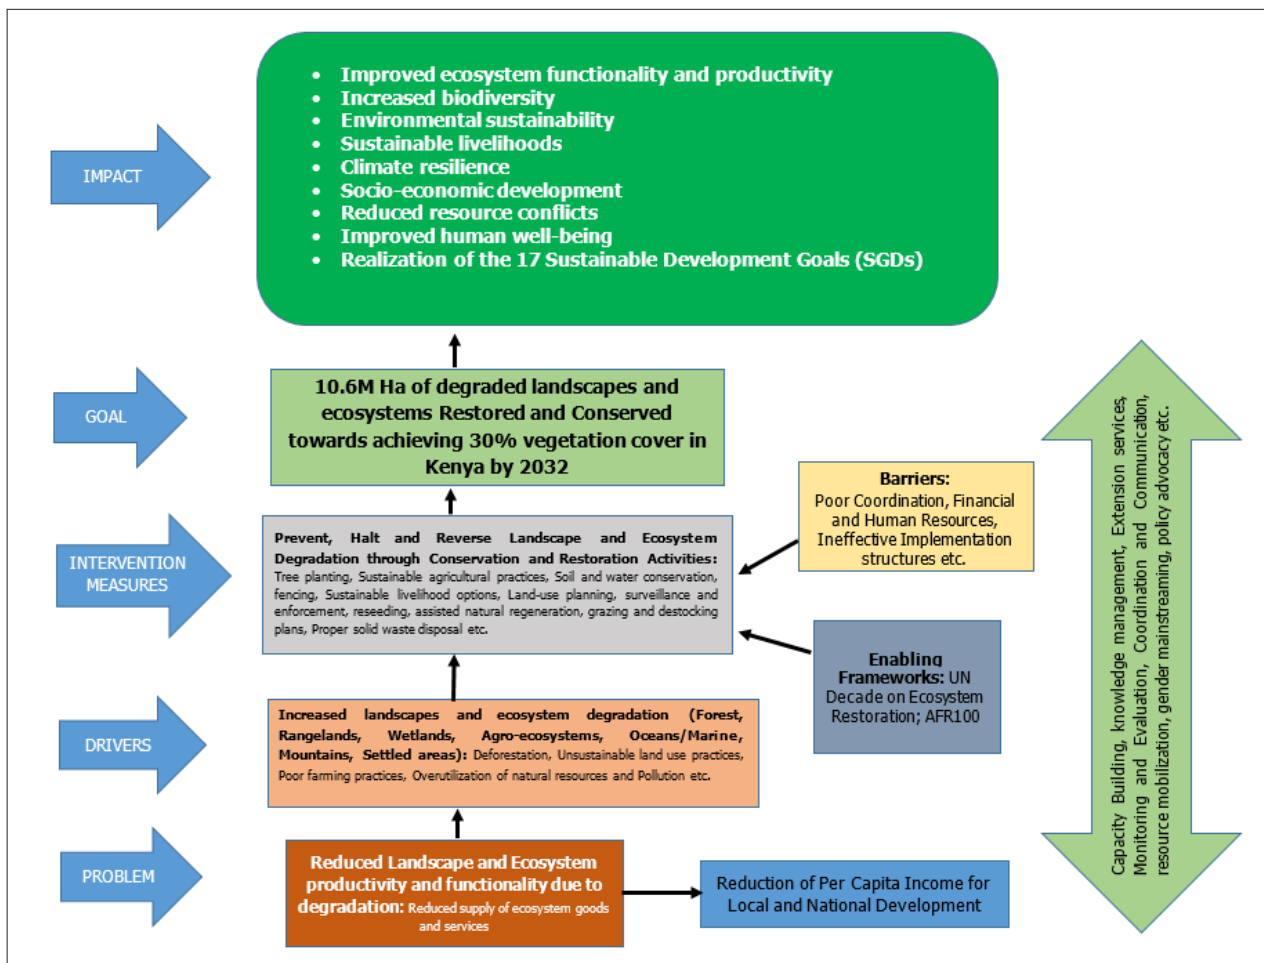 IMPACT
• Improved ecosystem functionality and productivity
• Increased biodiversity
• Environmental sustainability
• Sustainable livelihoods
• Climate resilience
• Socio-economic development
• Reduced resource conflicts
• Improved human well-being
• Realization of the 17 Sustainable Development Goals (SGDs)
GOAL
10.6M Ha of degraded landscapes and
ecosystems Restored and Conserved
towards achieving 30% vegetation cover in
Kenya by 2032
INTERVENTION
MEASURES
Prevent, Halt and Reverse Landscape and Ecosystem
Degradation through Conservation and Restoration Activities:
Tree planting, Sustainable agricultural practices, Soil and water conservation,
fencing, Sustainable livelihood options, Land-use planning, surveillance and
enforcement, reseeding, assisted natural regeneration, grazing and destocking
plans, Proper solid waste disposal etc.
Barriers:
Poor Coordination, Financial
and Human Resources,
Ineffective Implementation
structures etc.
Enabling
Frameworks: UN
Decade on Ecosystem
Restoration; AFR100
DRIVERS
Increased landscapes and ecosystem degradation (Forest,
Rangelands, Wetlands, Agro-ecosystems, Oceans/Marine,
Mountains, Settled areas): Deforestation, Unsustainable land use practices,
Poor farming practices, Overutilization of natural resources and Pollution etc.
PROBLEM
Reduced Landscape and Ecosystem
productivity and functionality due to
degradation: Reduced supply of ecosystem goods
and services
Reduction of Per Capita Income for
Local and National Development
Capacity Building, knowledge management, Extension services,
Monitoring and Evaluation, Coordination and Communication,
resource mobilization, gender mainstreaming, policy advocacy etc.